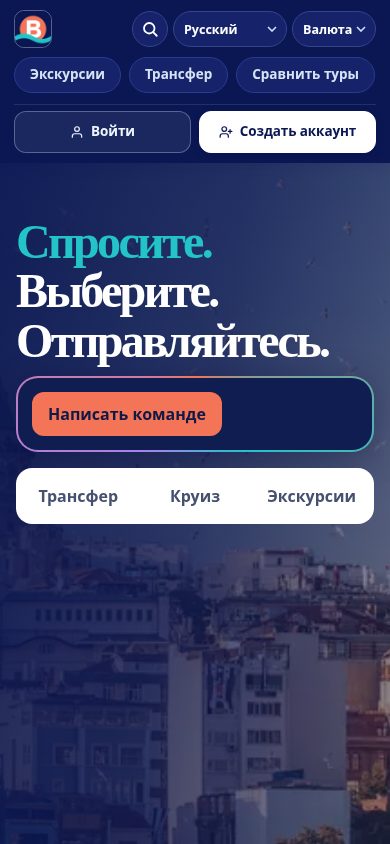 B
Русский
Валюта
Экскурсии
Трансфер
Сравнить туры
Войти
Создать аккаунт
Спросите.
Выберите.
Отправляйтесь.
Написать команде
Трансфер
Круиз
Экскурсии